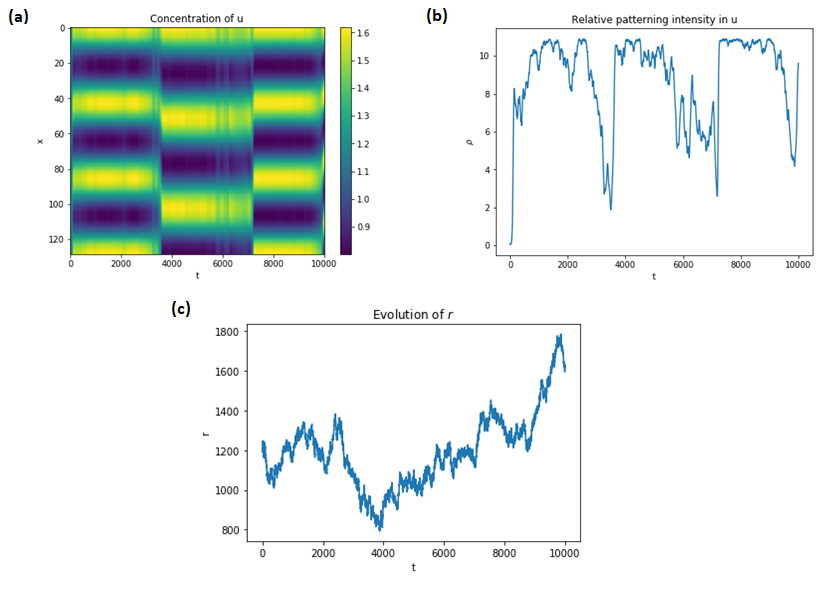 (a)
Concentration of u
0
20
40
60
80
100
120
x
0 2000 4000 6000 8000 10000
t
1.6
1.5
1.4
1.3
1.2
1.1
1.0
0.9
(b)
Relative patterning intensity in u
10
8
6
4
2
0
ρ
0 2000 4000 6000 8000 10000
t
(c)
Evolution of r
1800
1600
1400
1200
1000
800
r
0 2000 4000 6000 8000 10000
t